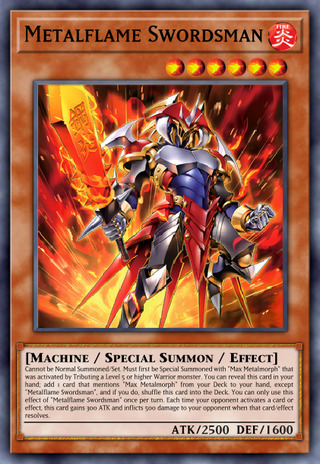 Metalflame Swordsman
FIRE
炎
[Machine / Special Summon / Effect]
Cannot be Normal Summoned/Set. Must first be Special Summoned with "Max Metalmorph" that
was activated by Tributing a Level 5 or higher Warrior monster. You can reveal this card in your
hand; add 1 card that mentions "Max Metalmorph" from your Deck to your hand, except
"Metalflame Swordsman", and if you do, shuffle this card into the Deck. You can only use this
effect of "Metalflame Swordsman" once per turn. Each time your opponent activates a card or
effect, this card gains 300 ATK and inflicts 500 damage to your opponent when that card/effect
resolves.
ATK/2500 DEF/1600